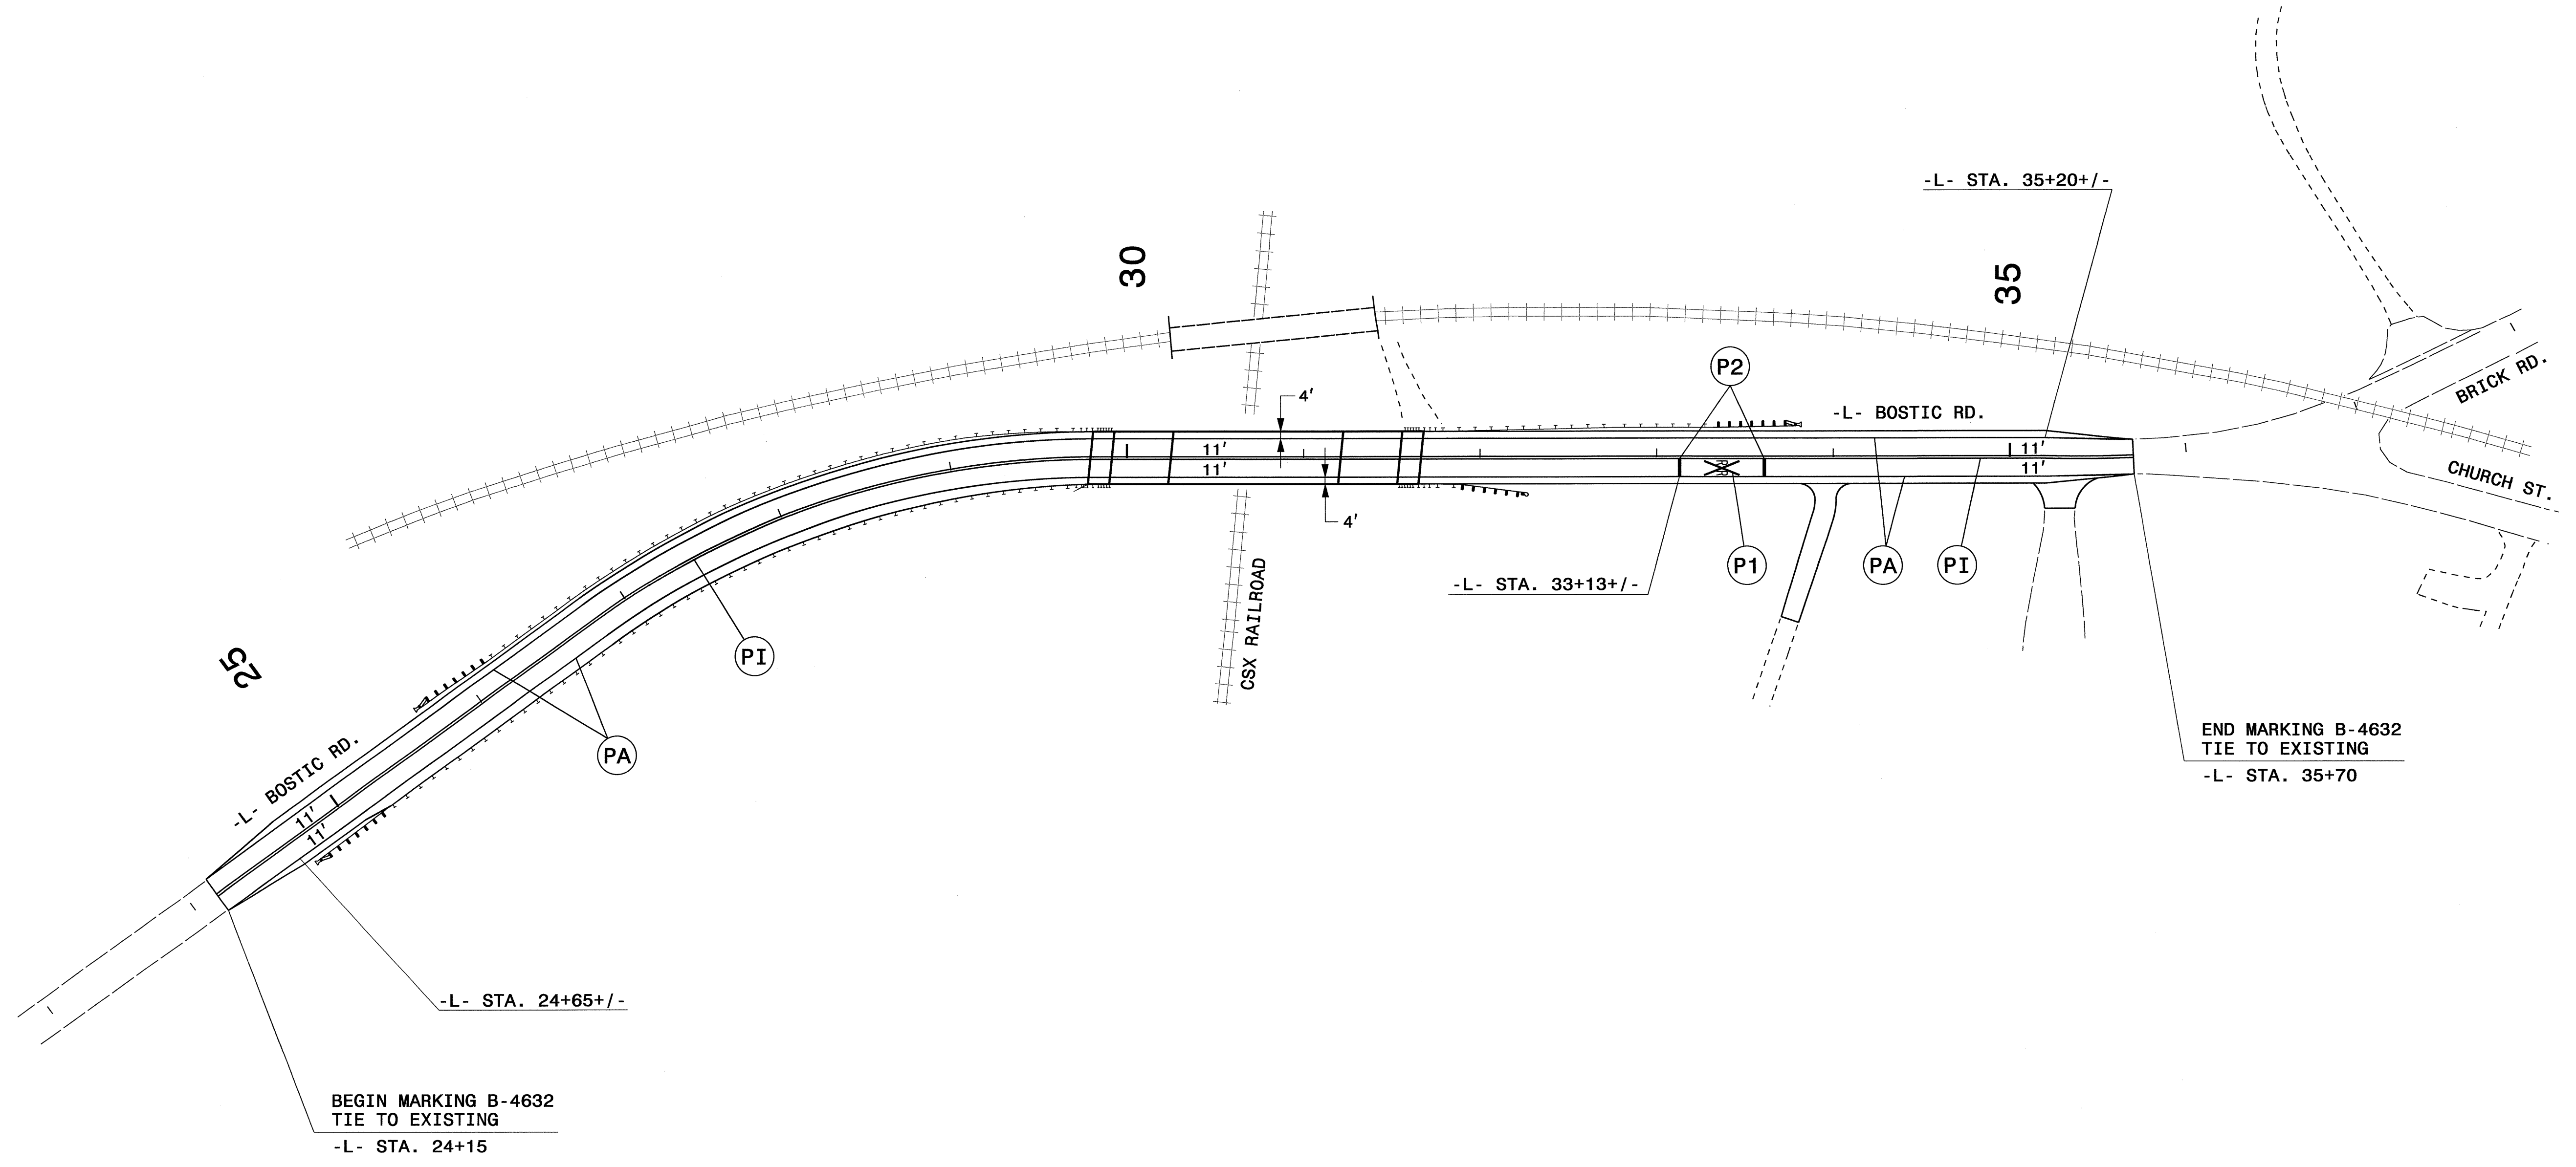 -L- STA. 35+20+/-
30
35
P2
BRICK RD.
4'
-L- BOSTIC RD.
11'
11'
11'
11'
RR
CHURCH ST.
4'
P1
PA
PI
-L- STA. 33+13+/-
CSX RAILROAD
25
PI
PA
-L- BOSTIC RD.
11'
11'
END MARKING B-4632
TIE TO EXISTING
-L- STA. 35+70
-L- STA. 24+65+/-
BEGIN MARKING B-4632
TIE TO EXISTING
-L- STA. 24+15